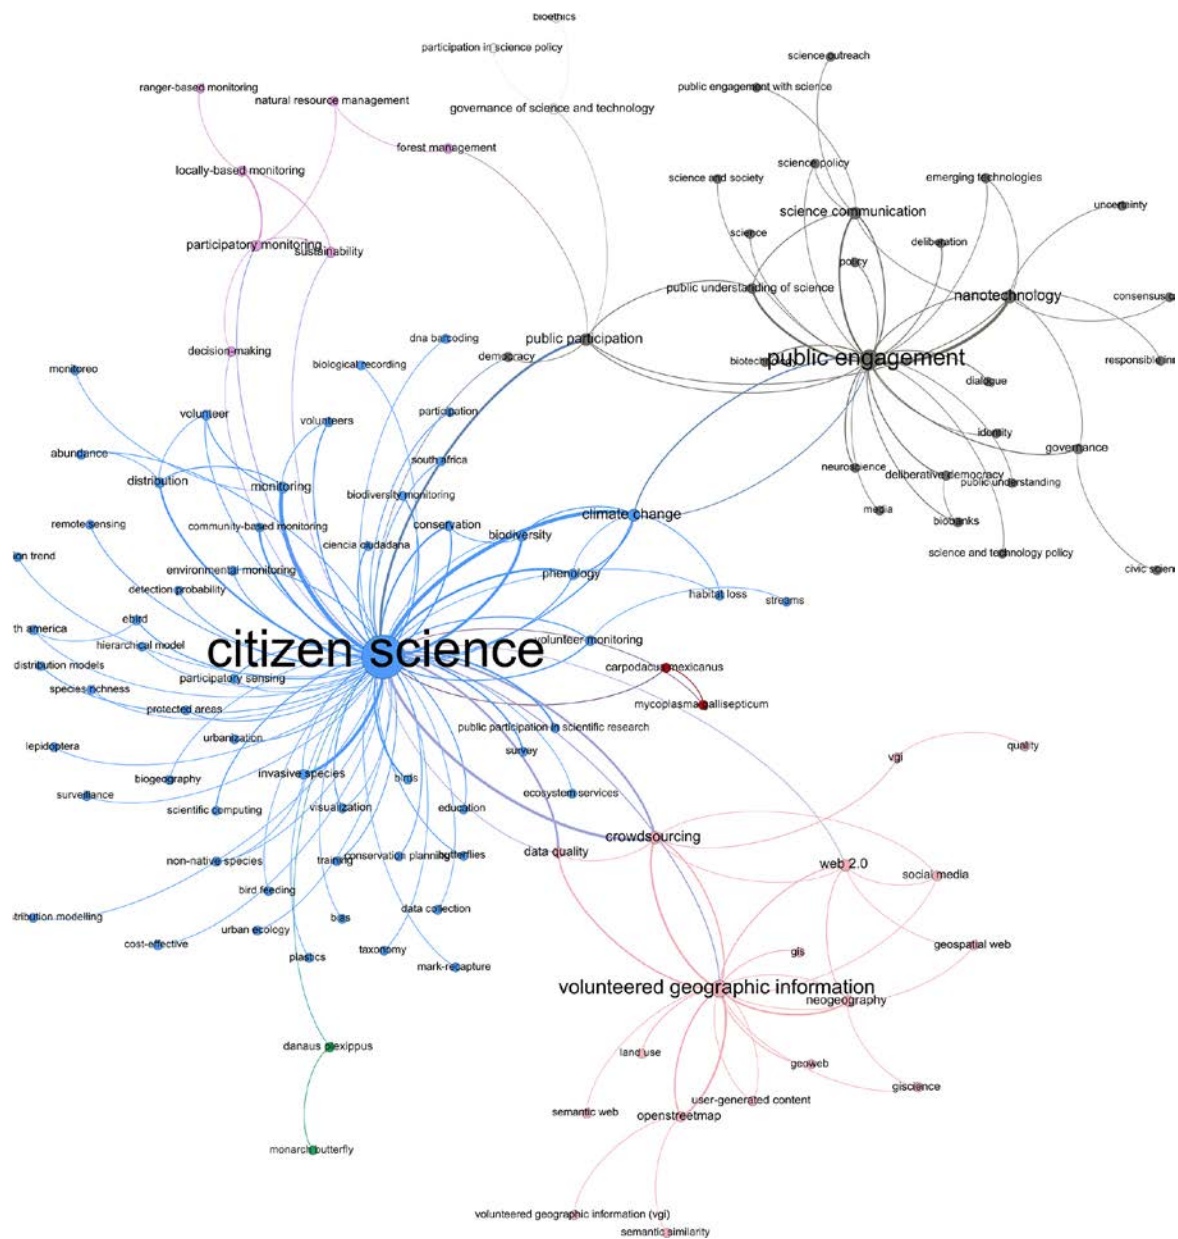 bioethics
participation in science policy
science outreach
ranger-based monitoring
natural resource management
public engagement with science
governance of science and technology
forest management
science policy
locally-based monitoring
science and society
emerging technologies
uncertainty
science communication
participatory monitoring
sustainability
science
deliberation
policy
public understanding of science
nanotechnology
consensus c
dna barcoding
public participation
decision-making
democracy
biotechnology
public engagement
responsible inn
monitoreo
biological recording
dialogue
volunteer
volunteers
participation
identity
abundance
governance
distribution
monitoring
south africa
neuroscience
deliberative democracy
public understanding
biodiversity monitoring
media
climate change
remote sensing
community-based monitoring
conservation
biodiversity
biobanks
ciencia ciudadana
science and technology policy
ion trend
environmental monitoring
phenology
civic scien
detection probability
habitat loss
streams
ebird
th america
hierarchical model
volunteer monitoring
citizen science
distribution models
participatory sensing
carpodacus mexicanus
species richness
mycoplasma gallisepticum
protected areas
public participation in scientific research
urbanization
survey
quality
lepidoptera
vgi
biogeography
invasive species
birds
surveillance
ecosystem services
scientific computing
visualization
education
crowdsourcing
data quality
non-native species
training
conservation planning
butterflies
web 2.0
social media
bird feeding
tribution modelling
bias
data collection
urban ecology
cost-effective
taxonomy
geospatial web
plastics
gis
mark-recapture
volunteered geographic information
neogeography
danaus plexippus
land use
geoweb
giscience
user-generated content
semantic web
openstreetmap
monarch butterfly
volunteered geographic information (vgi)
semantic similarity